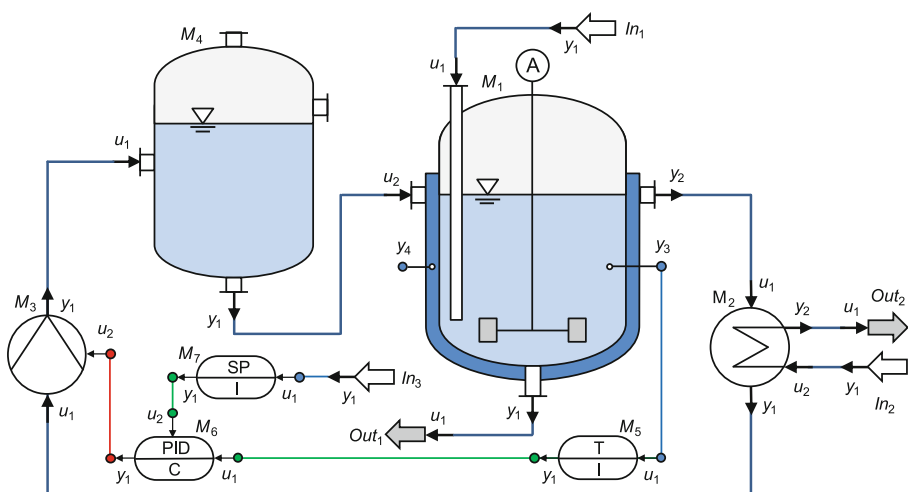 In₁
y₁
M₄
u₁
M₁
A
u₁
u₂
y₂
y₄
y₃
M₃
y₁
y₁
u₁
M₂
y₂
u₁
Out₂
u₂
M₇
SP
I
y₁
u₁
y₁
In₃
u₂
y₁
In₂
u₁
u₂
M₆
y₁
u₁
Out₁
M₅
y₁
PID
C
y₁
u₁
T
I
y₁
u₁